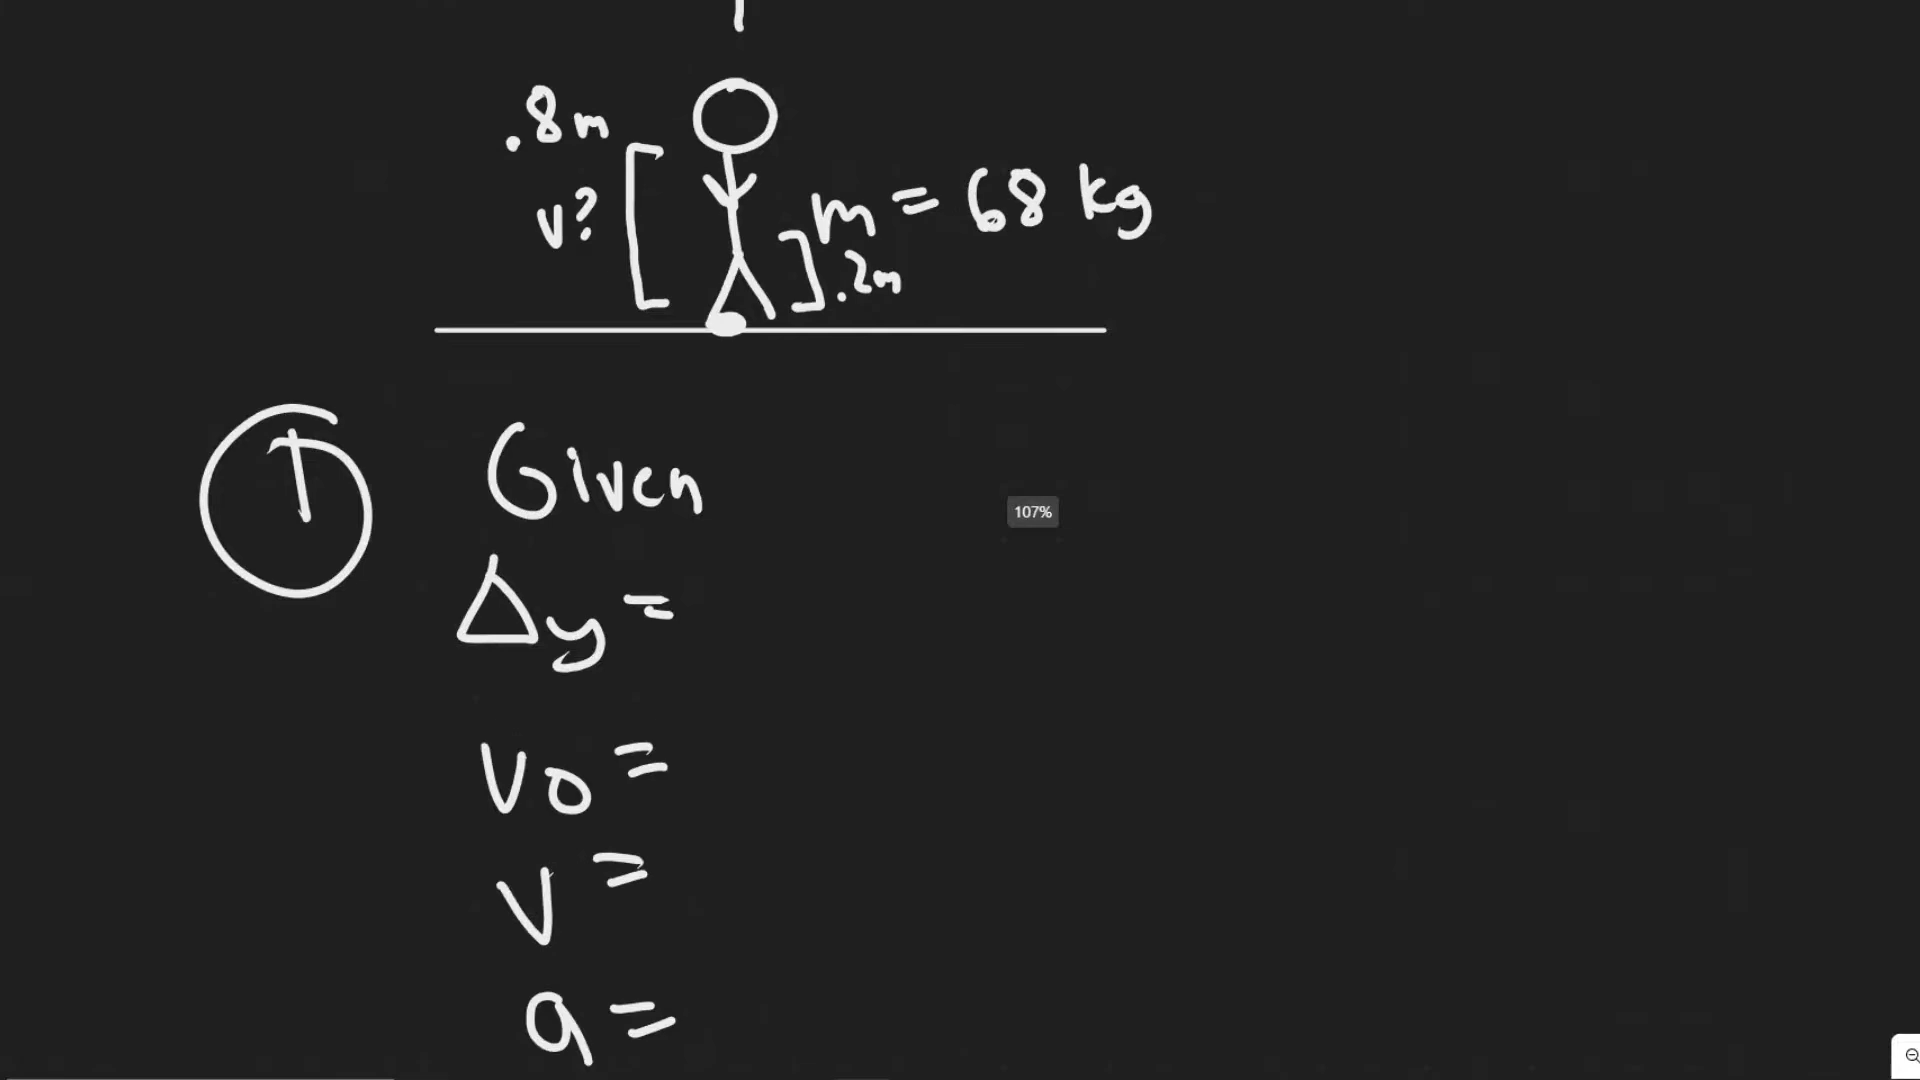 .8m
v?
m = 68 kg
.2m
1
Given
Δy =
107%
vo =
v =
a =